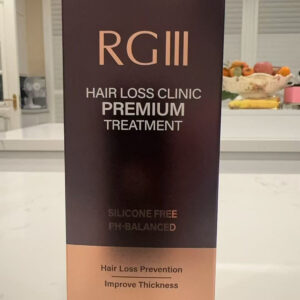 RGIII
HAIR LOSS CLINIC
PREMIUM
TREATMENT
SILICONE FREE
PH-BALANCED
Hair Loss Prevention
Improve Thickness